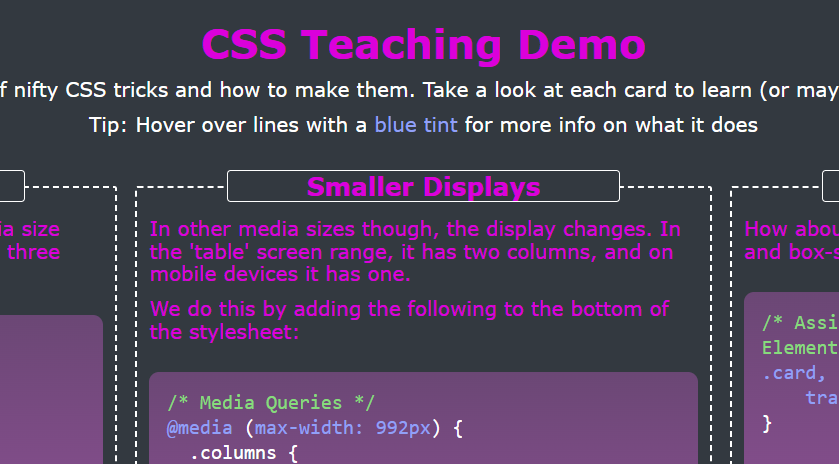 CSS Teaching Demo
f nifty CSS tricks and how to make them. Take a look at each card to learn (or may
Tip: Hover over lines with a blue tint for more info on what it does
ia size
three
Smaller Displays
In other media sizes though, the display changes. In
the 'table' screen range, it has two columns, and on
mobile devices it has one.
We do this by adding the following to the bottom of
the stylesheet:
/* Media Queries */
@media (max-width: 992px) {
.columns {
How abou
and box-s
/* Assi
Element
.card,
tra
}